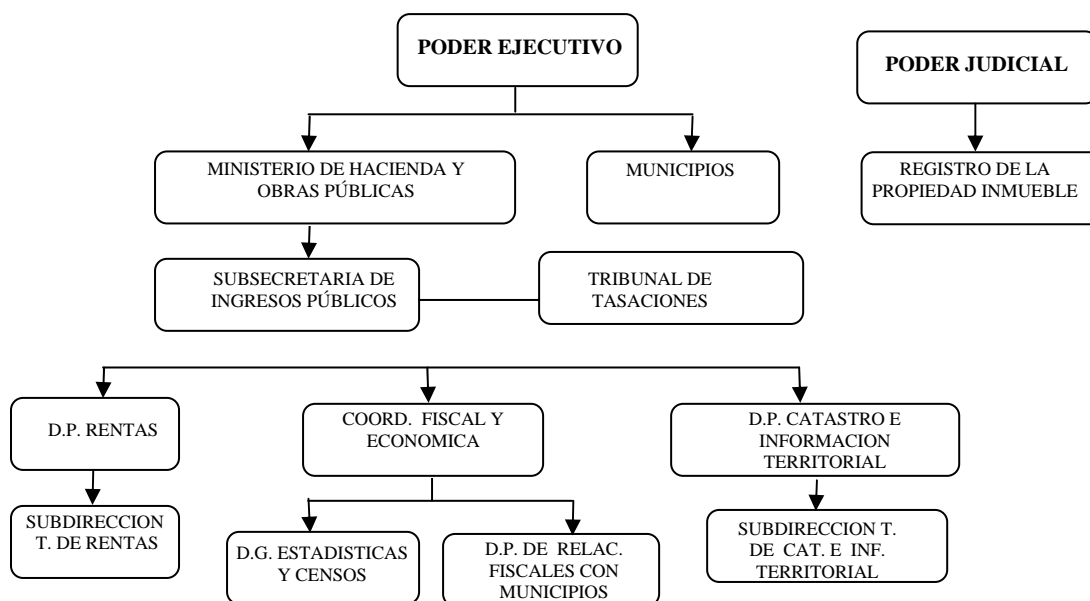 PODER EJECUTIVO
PODER JUDICIAL
MINISTERIO DE HACIENDA Y
OBRAS PÚBLICAS
MUNICIPIOS
REGISTRO DE LA
PROPIEDAD INMUEBLE
SUBSECRETARIA DE
INGRESOS PÚBLICOS
TRIBUNAL DE
TASACIONES
D.P. RENTAS
COORD. FISCAL Y
ECONOMICA
D.P. CATASTRO E
INFORMACION
TERRITORIAL
SUBDIRECCION
T. DE RENTAS
D.G. ESTADISTICAS
Y CENSOS
D.P. DE RELAC.
FISCALES CON
MUNICIPIOS
SUBDIRECCION T.
DE CAT. E INF.
TERRITORIAL